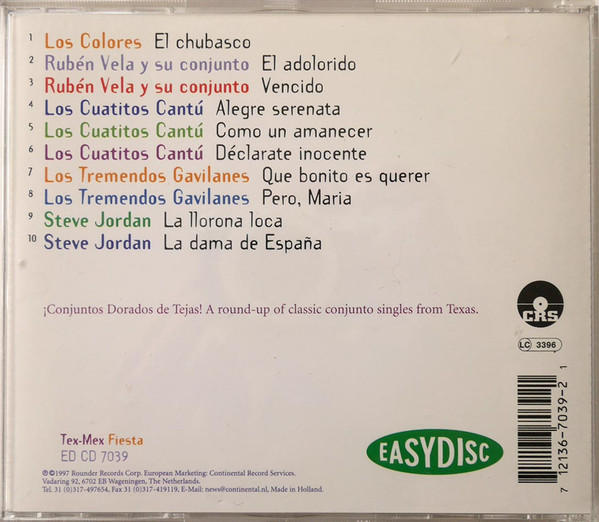 1 Los Colores El chubasco
2 Rubén Vela y su conjunto El adolorido
3 Rubén Vela y su conjunto Vencido
4 Los Cuatitos Cantú Alegre serenata
5 Los Cuatitos Cantú Como un amanecer
6 Los Cuatitos Cantú Déclarate inocente
7 Los Tremendos Gavilanes Que bonito es querer
8 Los Tremendos Gavilanes Pero, Maria
9 Steve Jordan La llorona loca
10 Steve Jordan La dama de España
¡Conjuntos Dorados de Tejas! A round-up of classic conjunto singles from Texas.
CRS
LC 3396
7 12136-7039-2 1
Tex-Mex Fiesta
ED CD 7039
EASYDISC
℗©1997 Rounder Records Corp. European Marketing: Continental Record Services.
Vadaring 92, 6702 EB Wageningen, The Netherlands.
Tel. 31 (0)317-497654, Fax 31 (0)317-419119, E-Mail: news@continental.nl, Made in Holland.